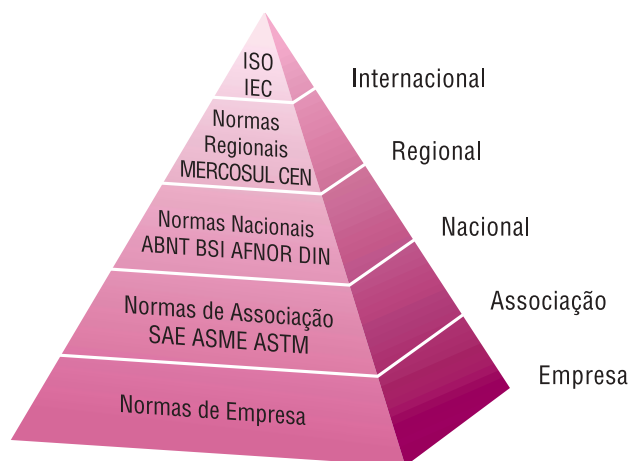 ISO
IEC
Internacional
Normas
Regionais
MERCOSUL CEN
Regional
Normas Nacionais
ABNT BSI AFNOR DIN
Nacional
Normas de Associação
SAE ASME ASTM
Associação
Normas de Empresa
Empresa